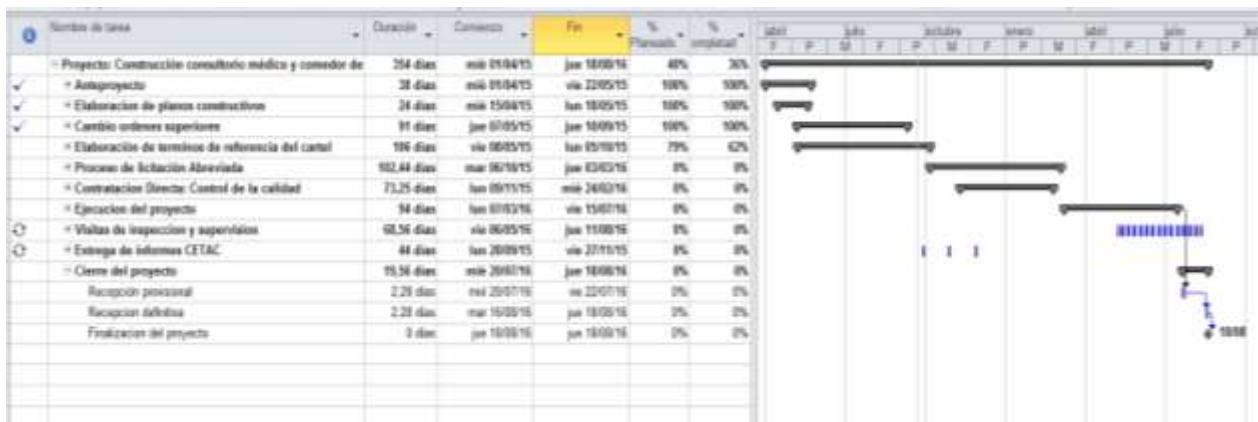 Nombre de tarea Duración Comienzo Fin % Planeado % completad abril julio octubre enero abril julio
F P M F P M F P M F P M F P
Proyecto: Construcción consultorio médico y comedor de 354 días mié 01/04/15 jue 18/08/16 40% 36%
Anteproyecto 38 días mié 01/04/15 vie 22/05/15 100% 100%
Elaboracion de planos constructivos 24 días mié 15/04/15 lun 18/05/15 100% 100%
Cambio ordenes superiores 91 días jue 07/05/15 jue 10/09/15 100% 100%
Elaboración de terminos de referencia del cartel 106 días vie 08/05/15 lun 05/10/15 79% 62%
Proceso de licitación Abreviada 102,44 días mar 06/10/15 jue 03/03/16 0% 0%
Contratacion Directa: Control de la calidad 73,25 días lun 09/11/15 mié 24/02/16 0% 0%
Ejecucion del proyecto 94 días lun 07/03/16 vie 15/07/16 0% 0%
Visitas de inspeccion y supervision 68,56 días vie 06/05/16 jue 11/08/16 0% 0%
Entrega de informes CETAC 44 días lun 28/09/15 vie 27/11/15 0% 0%
Cierre del proyecto 19,56 días mié 20/07/16 jue 18/08/16 0% 0%
Recepción provisional 2,28 días mié 20/07/16 vie 22/07/16 0% 0%
Recepcion definitiva 2,28 días mar 16/08/16 jue 18/08/16 0% 0%
Finalizacion del proyecto 0 días jue 18/08/16 jue 18/08/16 0% 0% 18/08